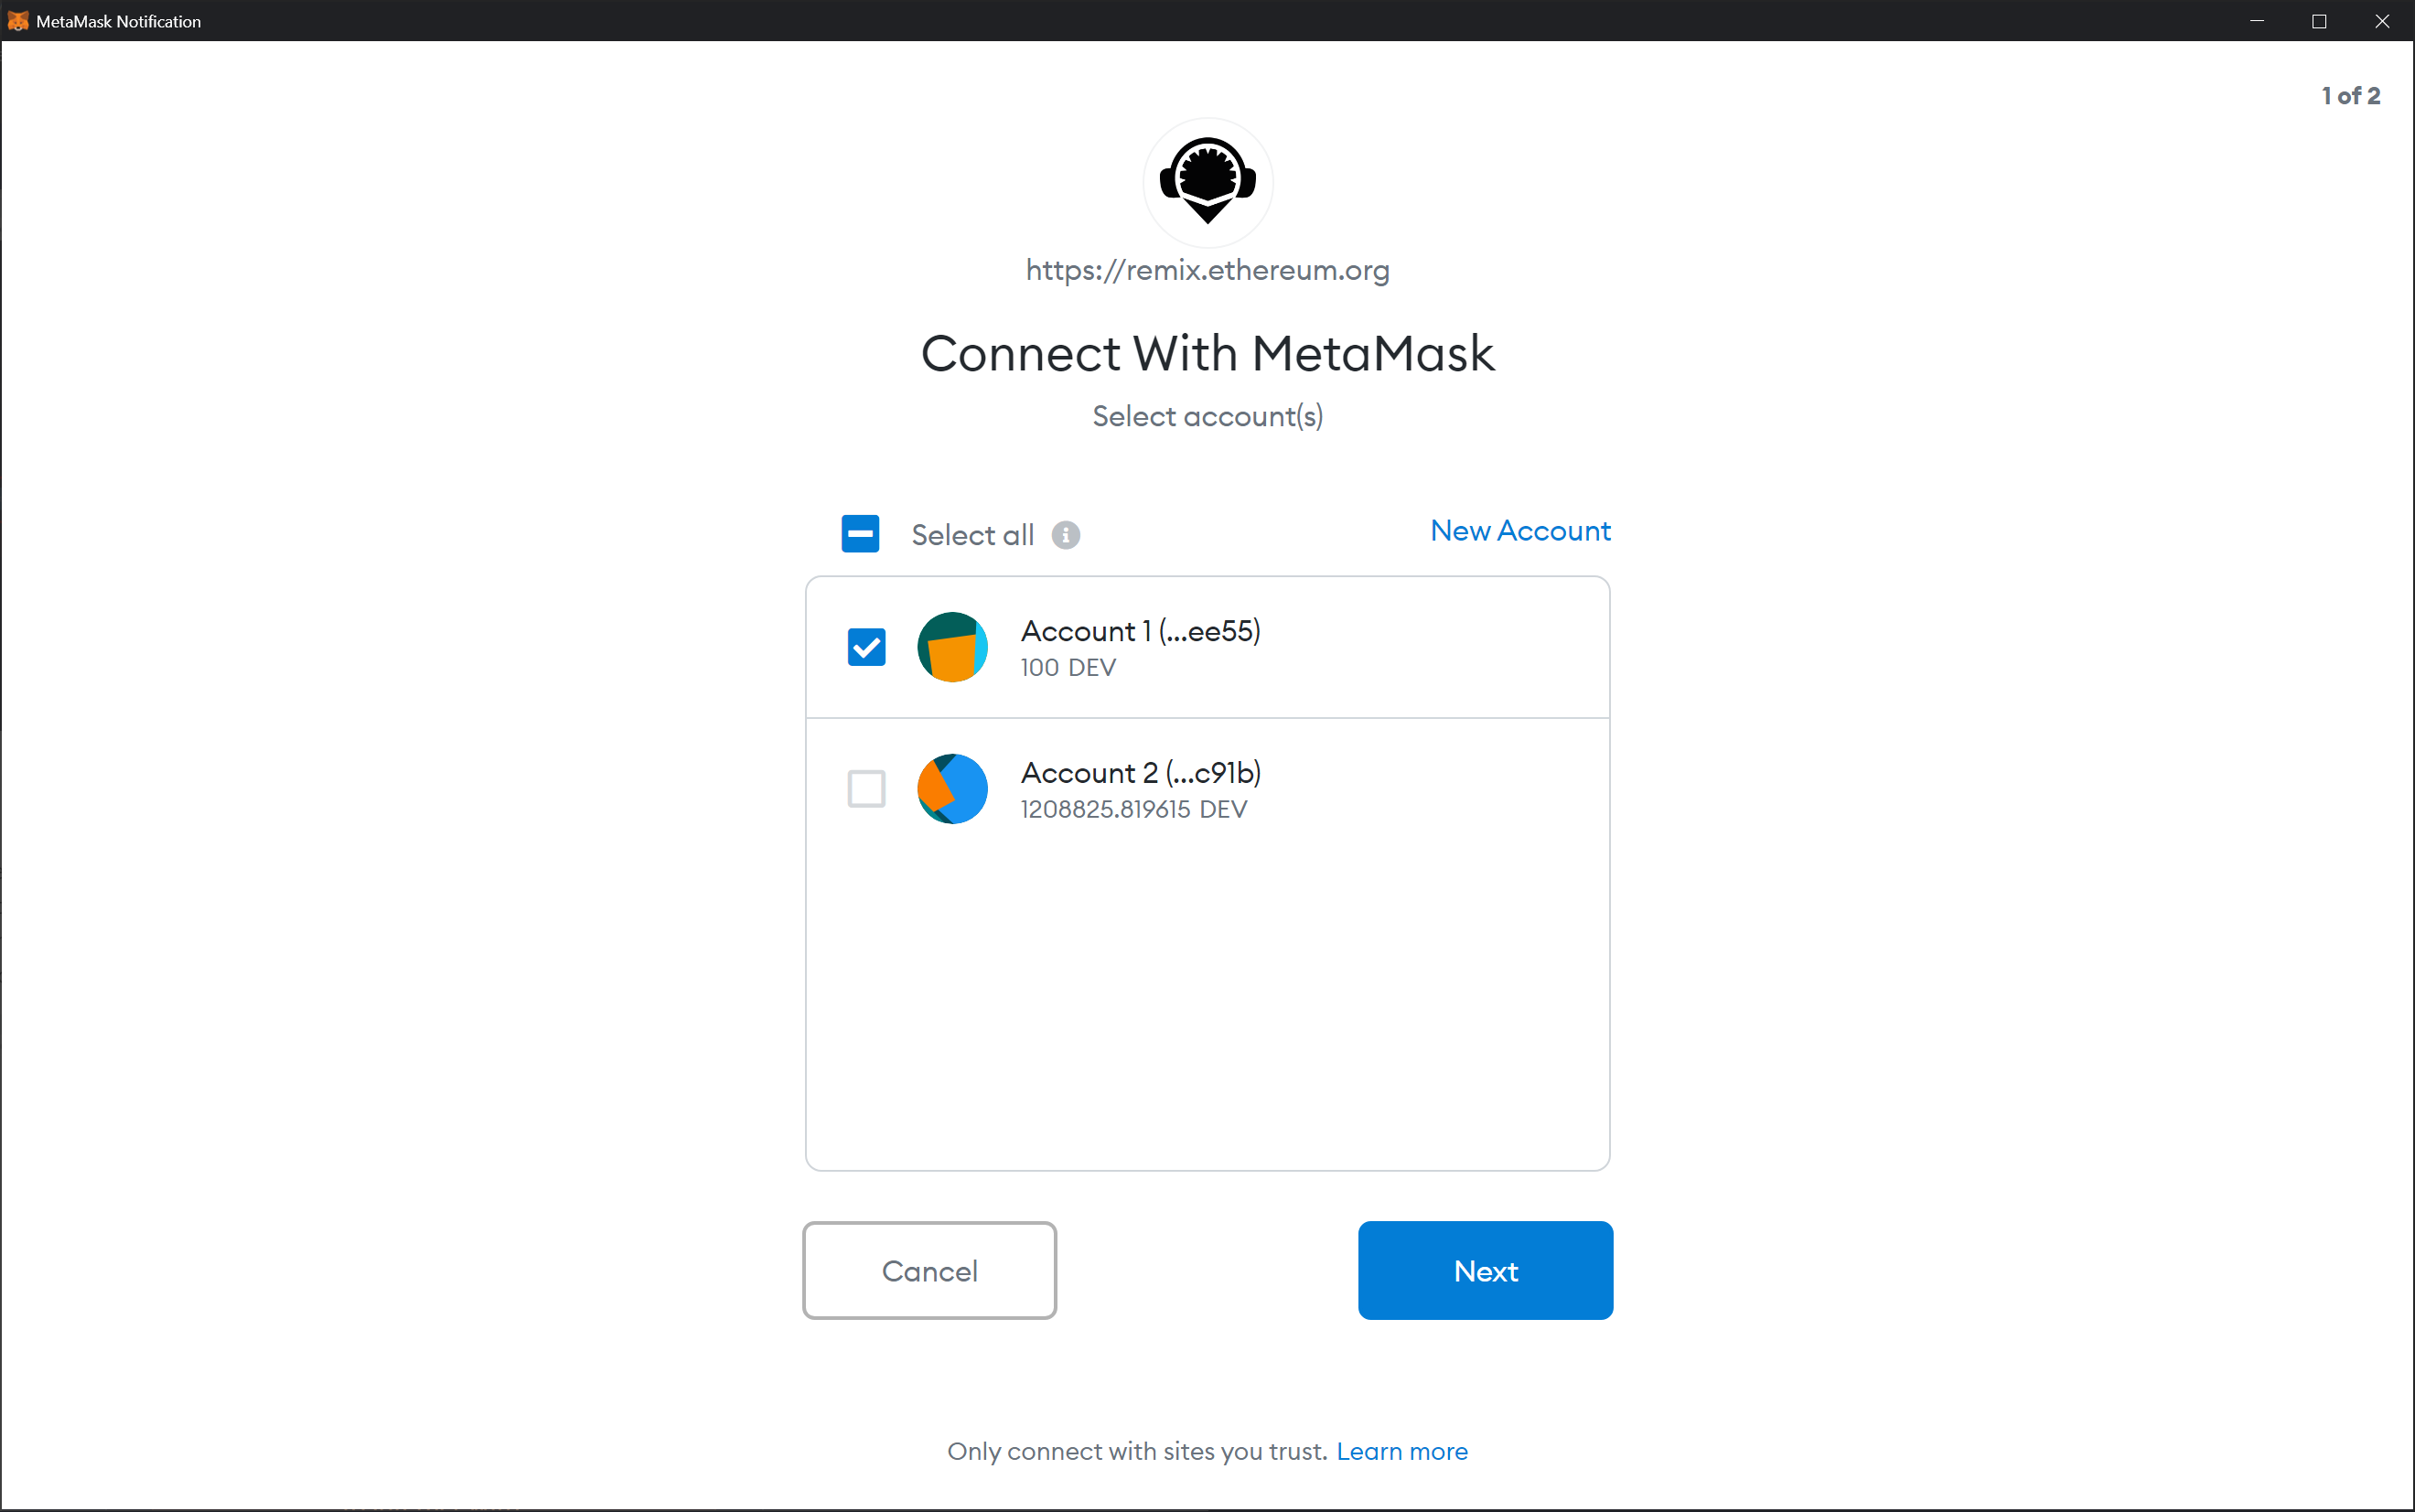 MetaMask Notification
1 of 2
https://remix.ethereum.org
Connect With MetaMask
Select account(s)
Select all
New Account
Account 1 (...ee55)
100 DEV
Account 2 (...c91b)
1208825.819615 DEV
Cancel
Next
Only connect with sites you trust. Learn more